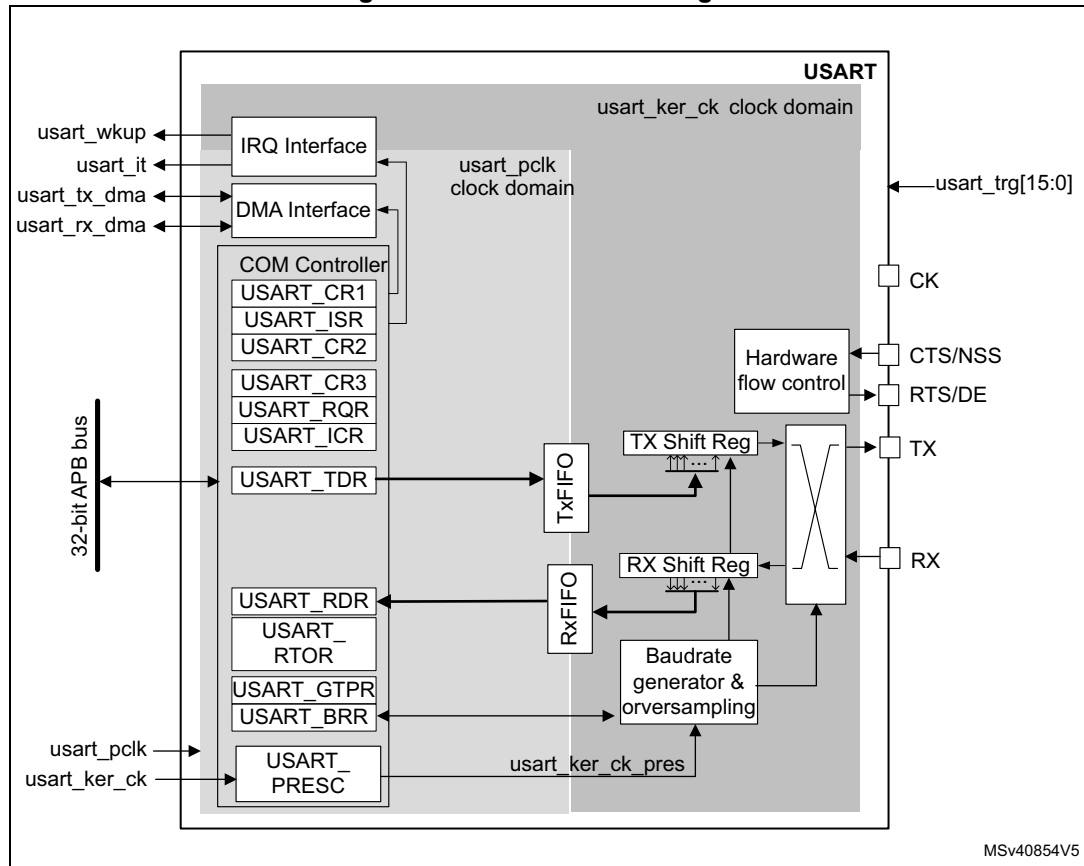 USART
usart_ker_ck clock domain
usart_wkup
usart_it
IRQ Interface
usart_pclk
clock domain
usart_tx_dma
usart_rx_dma
DMA Interface
usart_trg[15:0]
COM Controller
USART_CR1
USART_ISR
USART_CR2
USART_CR3
USART_RQR
USART_ICR
USART_TDR
32-bit APB bus
TxFIFO
TX Shift Reg
...
Hardware
flow control
CK
CTS/NSS
RTS/DE
TX
RX
RX Shift Reg
...
RxFIFO
USART_RDR
USART_
RTOR
USART_GTPR
USART_BRR
Baudrate
generator &
orversampling
usart_pclk
usart_ker_ck
USART_
PRESC
usart_ker_ck_pres
MSv40854V5